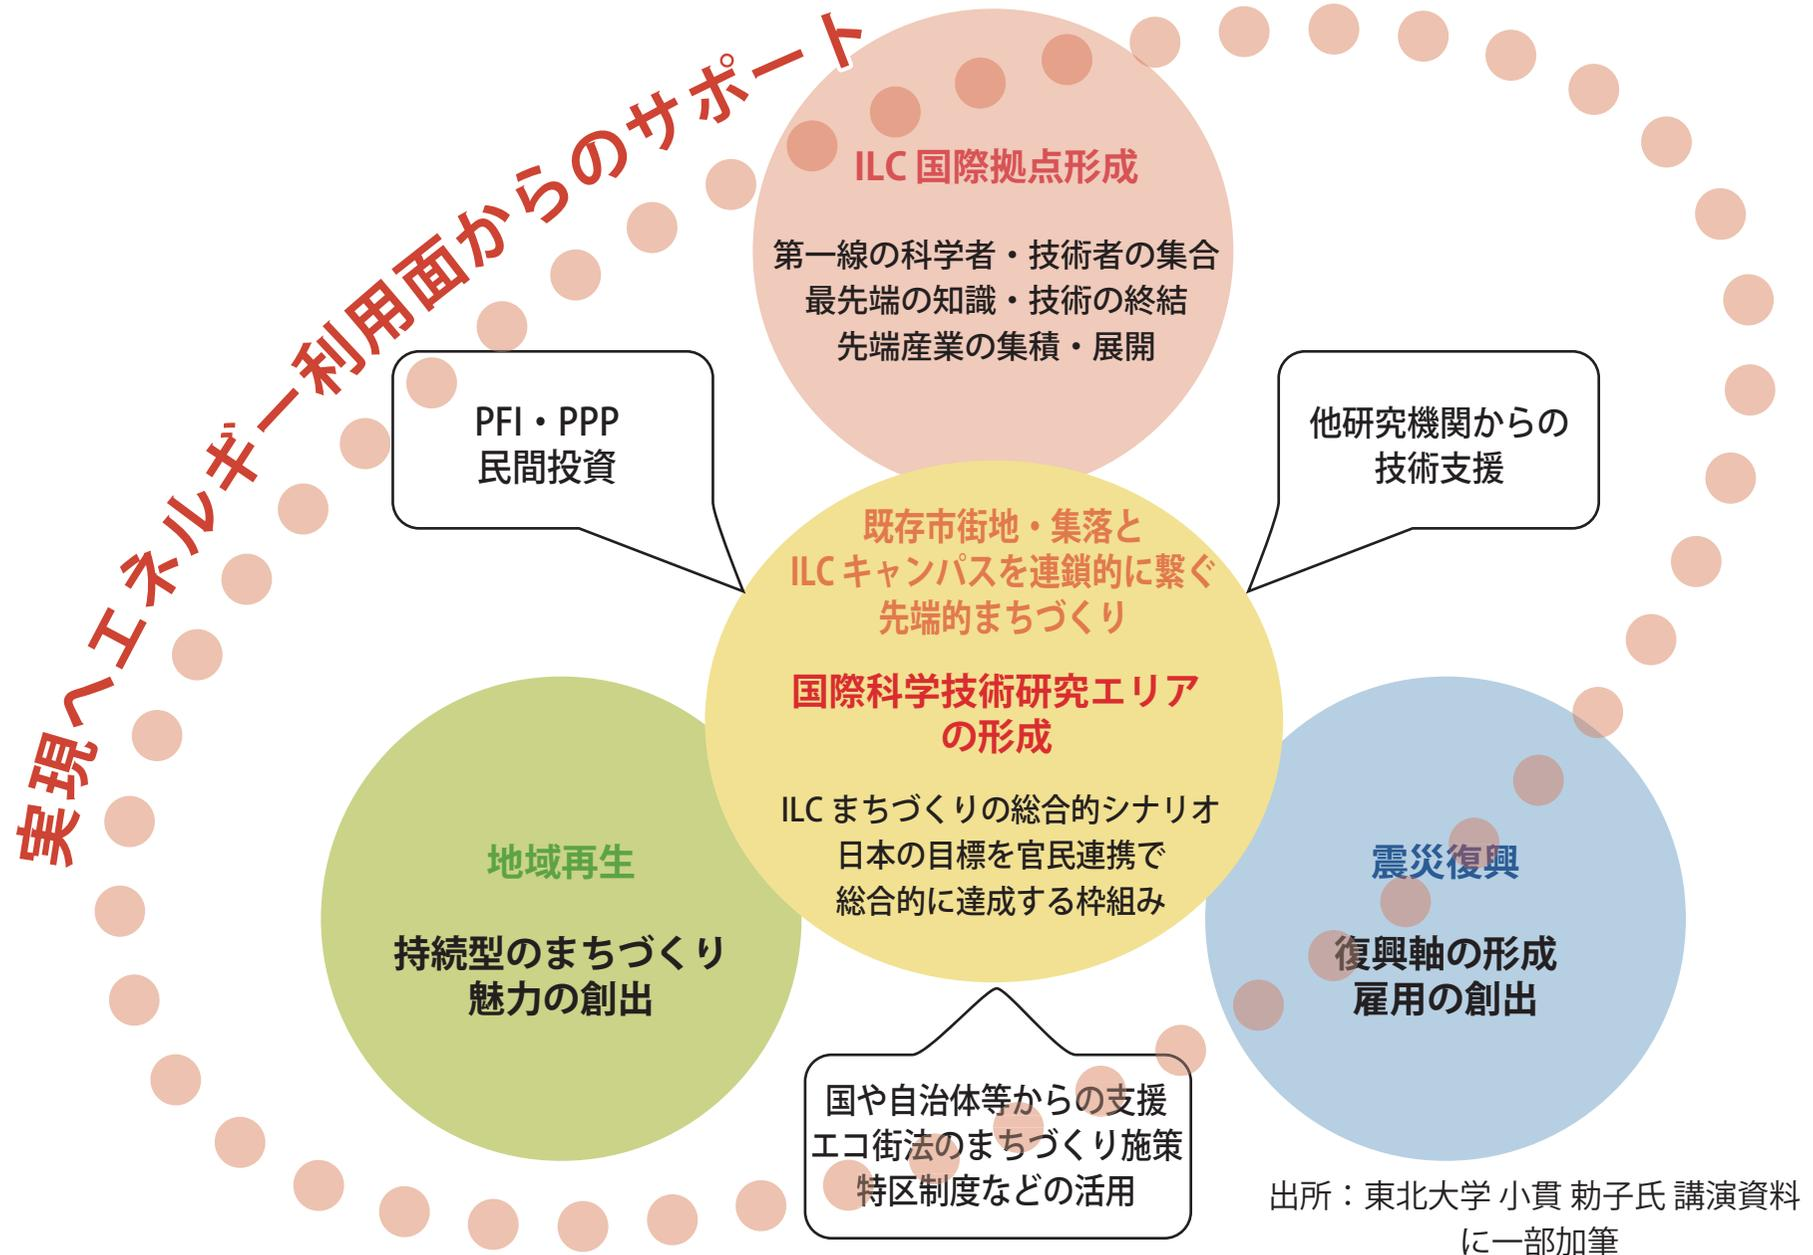 実現へエネルギー利用面からのサポート
ILC 国際拠点形成
第一線の科学者・技術者の集合
最先端の知識・技術の終結
先端産業の集積・展開
PFI・PPP
民間投資
他研究機関からの
技術支援
既存市街地・集落と
ILC キャンパスを連鎖的に繋ぐ
先端的まちづくり
国際科学技術研究エリア
の形成
ILC まちづくりの総合的シナリオ
日本の目標を官民連携で
総合的に達成する枠組み
地域再生
持続型のまちづくり
魅力の創出
震災復興
復興軸の形成
雇用の創出
国や自治体等からの支援
エコ街法のまちづくり施策
特区制度などの活用
出所：東北大学 小貫 勅子氏 講演資料
に一部加筆